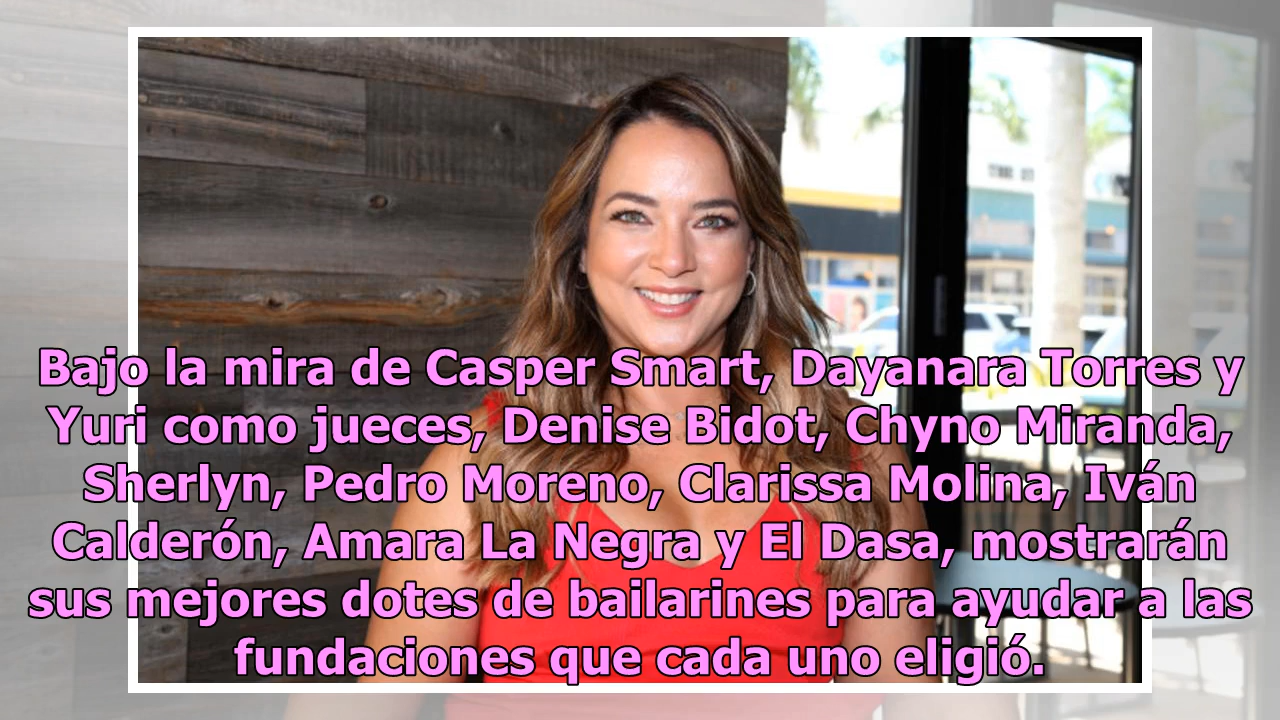 Bajo la mira de Casper Smart, Dayanara Torres y
Yuri como jueces, Denise Bidot, Chyno Miranda,
Sherlyn, Pedro Moreno, Clarissa Molina, Iván
Calderón, Amara La Negra y El Dasa, mostrarán
sus mejores dotes de bailarines para ayudar a las
fundaciones que cada uno eligió.